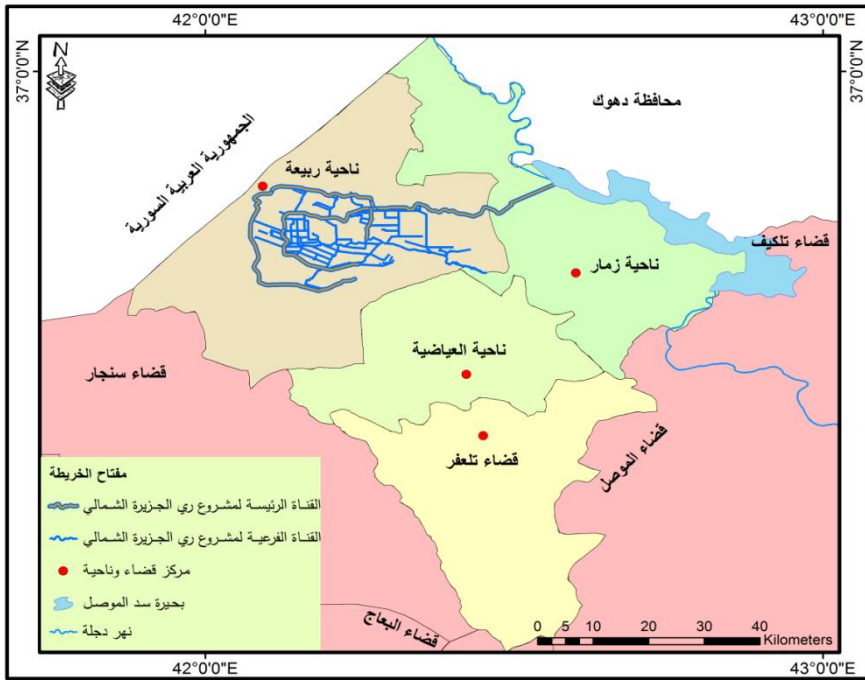 42°0'0"E
43°0'0"E
37°0'0"N
37°0'0"N
N
محافظة دهوك
الجمهورية العربية السورية
ناحية ربيعة
قضاء تلكيف
ناحية زمار
ناحية العياضية
قضاء سنجار
قضاء تلعفر
قضاء الموصل
قضاء البعاج
مفتاح الخريطة
القناة الرئيسة لمشروع ري الجزيرة الشمالي
القناة الفرعية لمشروع ري الجزيرة الشمالي
مركز قضاء وناحية
بحيرة سد الموصل
نهر دجلة
0 5 10 20 30 40
Kilometers
42°0'0"E
43°0'0"E